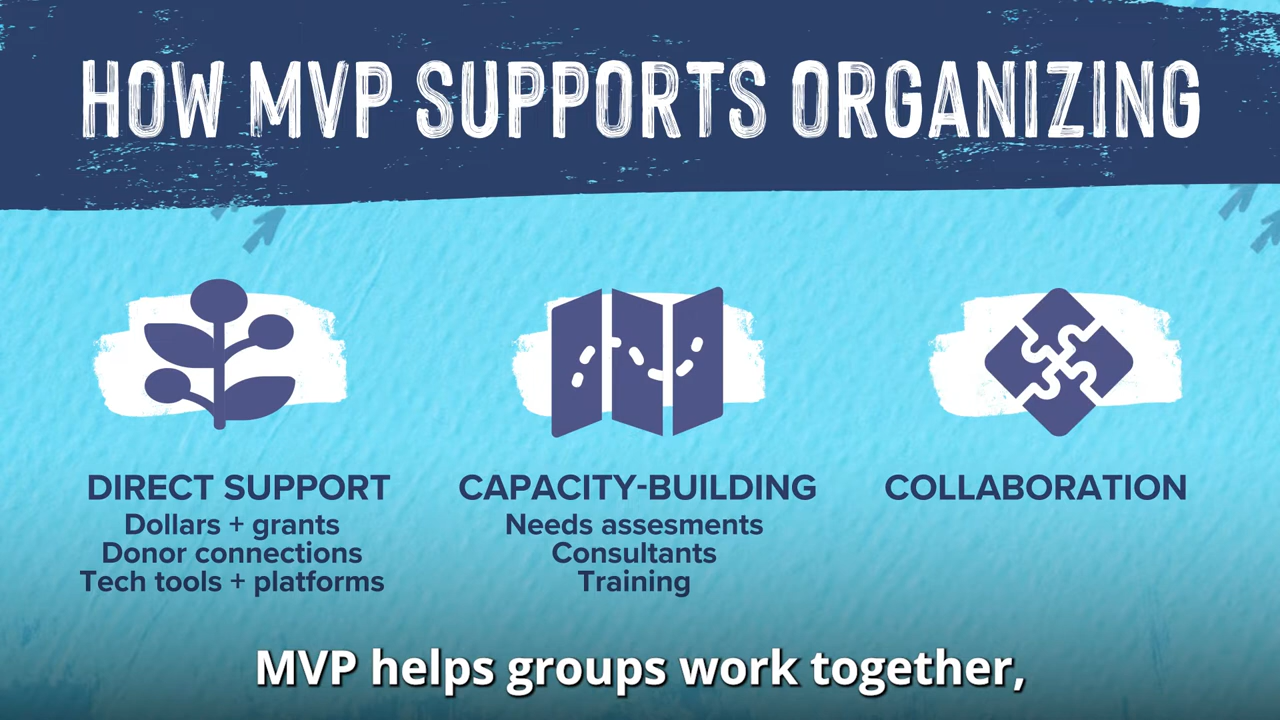 HOW MVP SUPPORTS ORGANIZING
DIRECT SUPPORT
Dollars + grants
Donor connections
Tech tools + platforms
CAPACITY-BUILDING
Needs assesments
Consultants
Training
COLLABORATION
MVP helps groups work together,